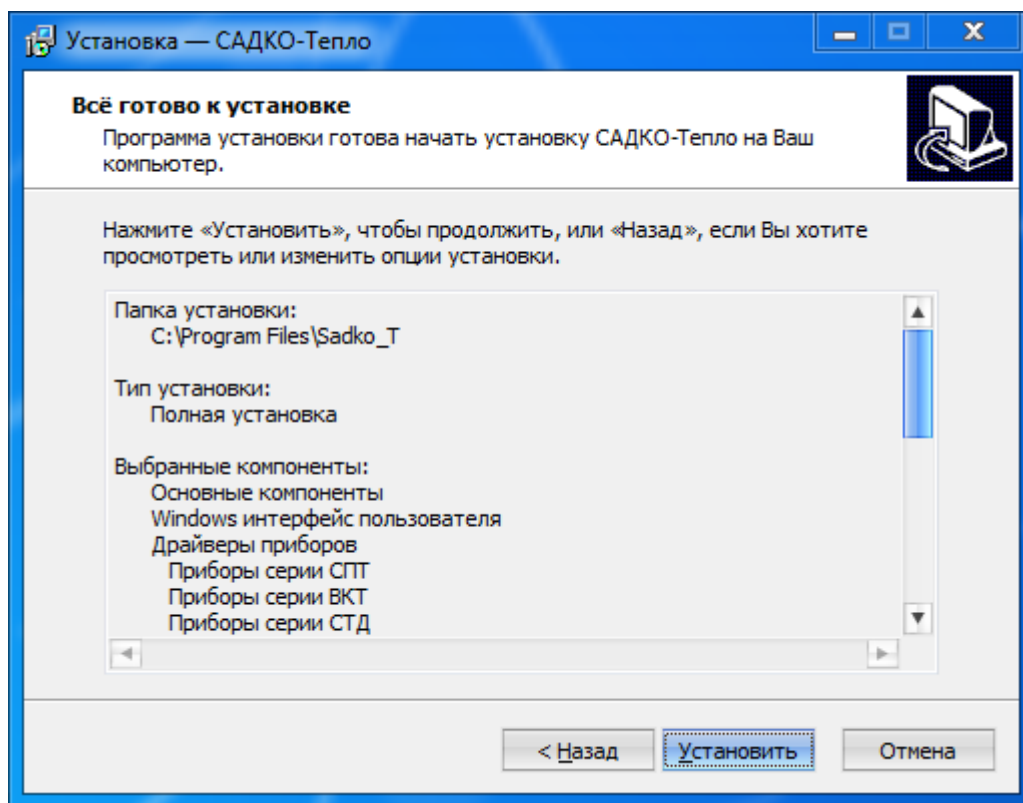 Установка — САДКО-Тепло
Всё готово к установке
Программа установки готова начать установку САДКО-Тепло на Ваш
компьютер.
Нажмите «Установить», чтобы продолжить, или «Назад», если Вы хотите
просмотреть или изменить опции установки.
Папка установки:
C:\Program Files\Sadko_T
Тип установки:
Полная установка
Выбранные компоненты:
Основные компоненты
Windows интерфейс пользователя
Драйверы приборов
Приборы серии СПТ
Приборы серии ВКТ
Приборы серии СТД
< Назад Установить Отмена